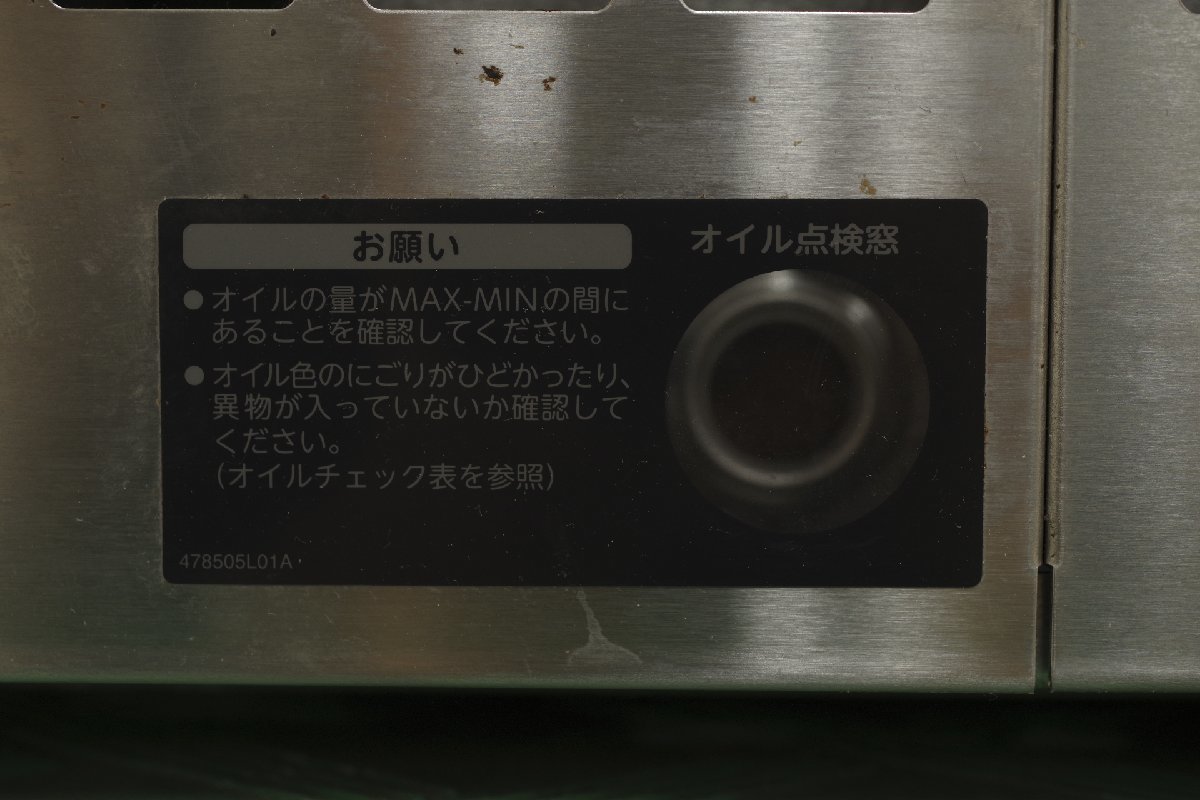 お願い
●オイルの量がMAX-MINの間に
あることを確認してください。
●オイル色のにごりがひどかったり、
異物が入っていないか確認して
ください。
(オイルチェック表を参照)
478505L01A
オイル点検窓